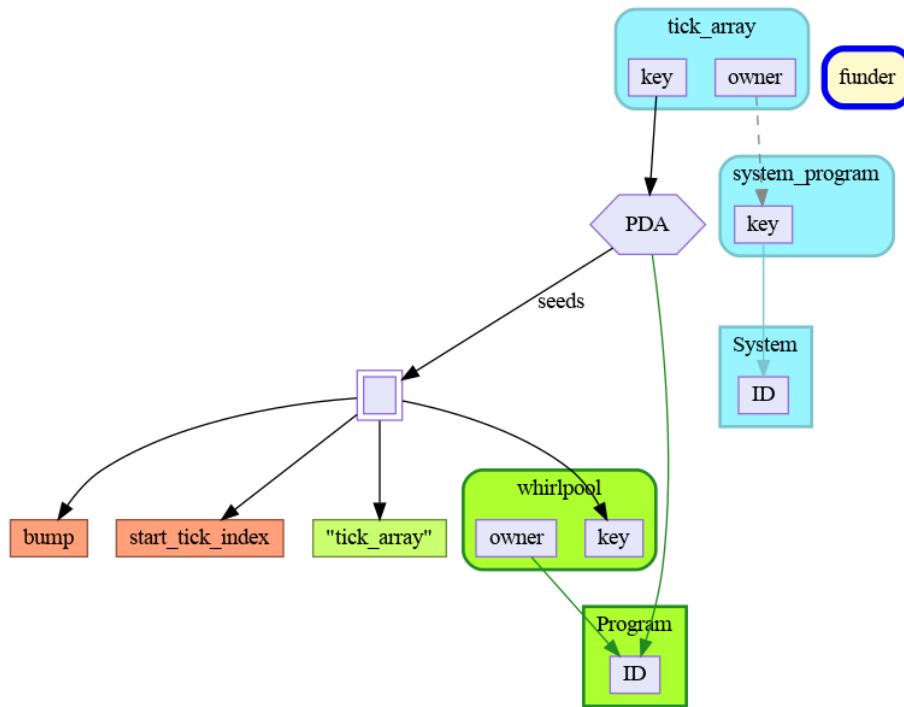 tick_array
key
owner
funder
system_program
key
PDA
seeds
System
ID
whirlpool
bump
start_tick_index
"tick_array"
owner
key
Program
ID